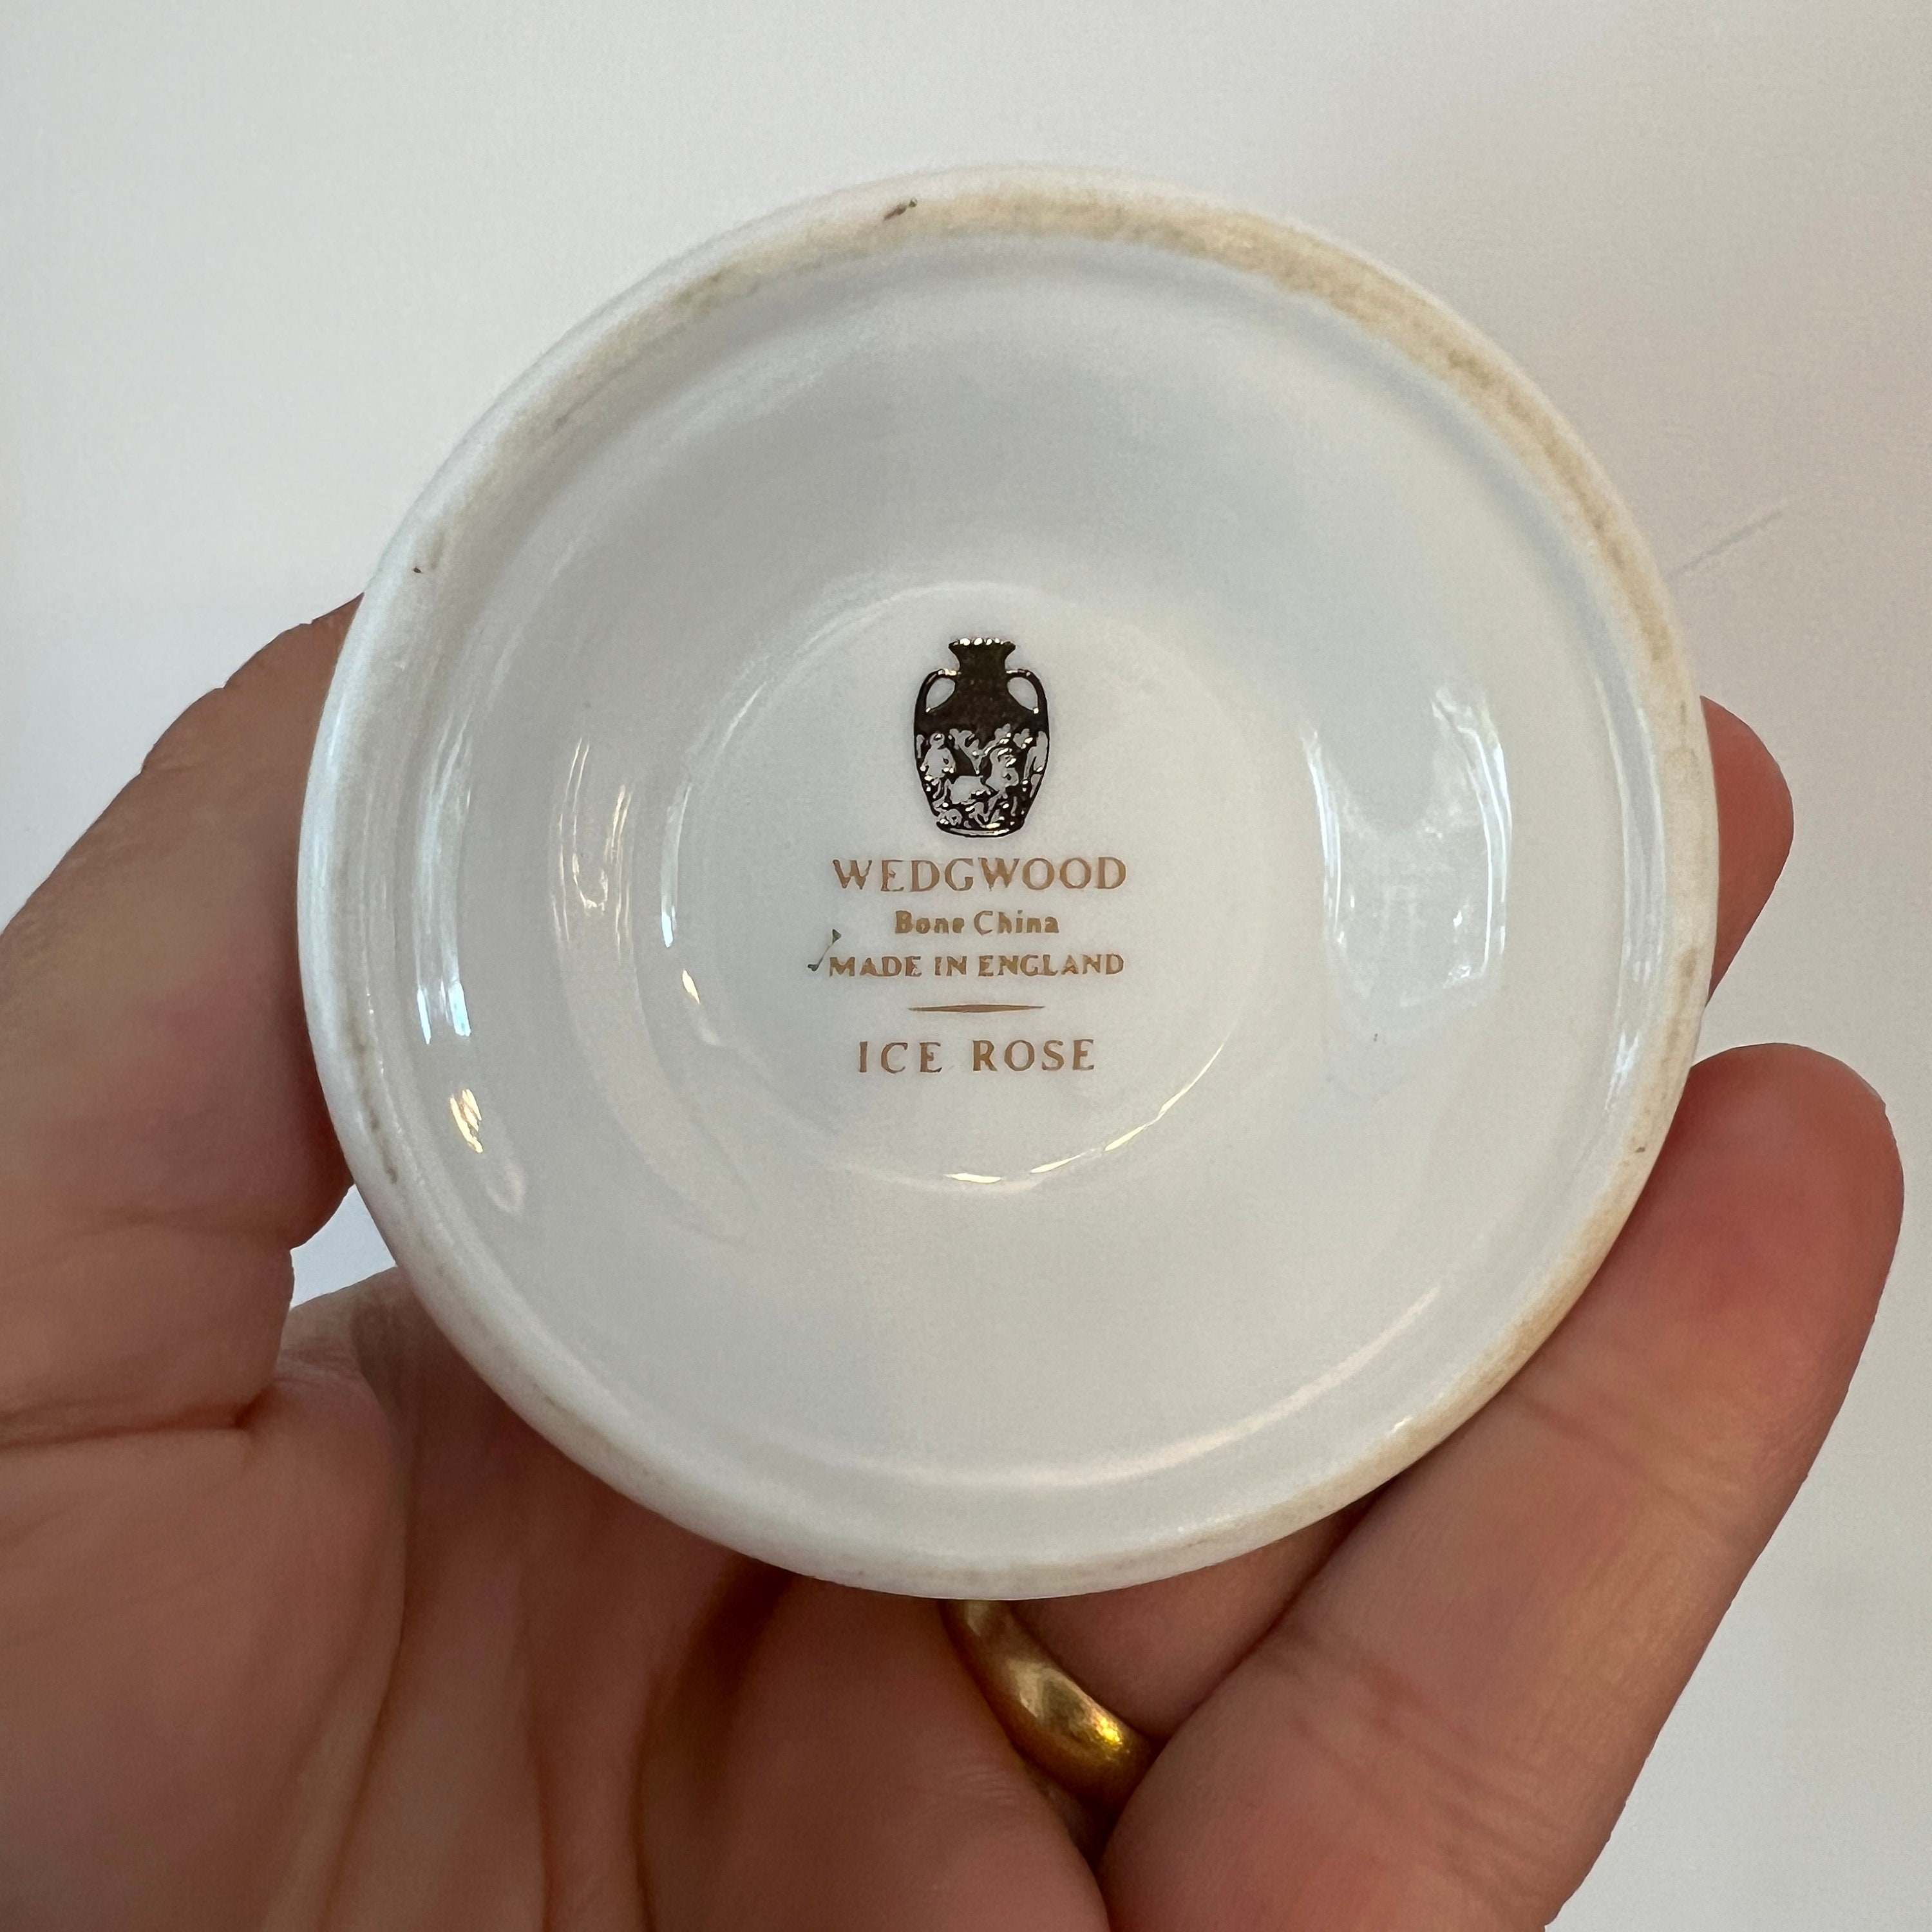 WEDGWOOD
Bone China
MADE IN ENGLAND
ICE ROSE